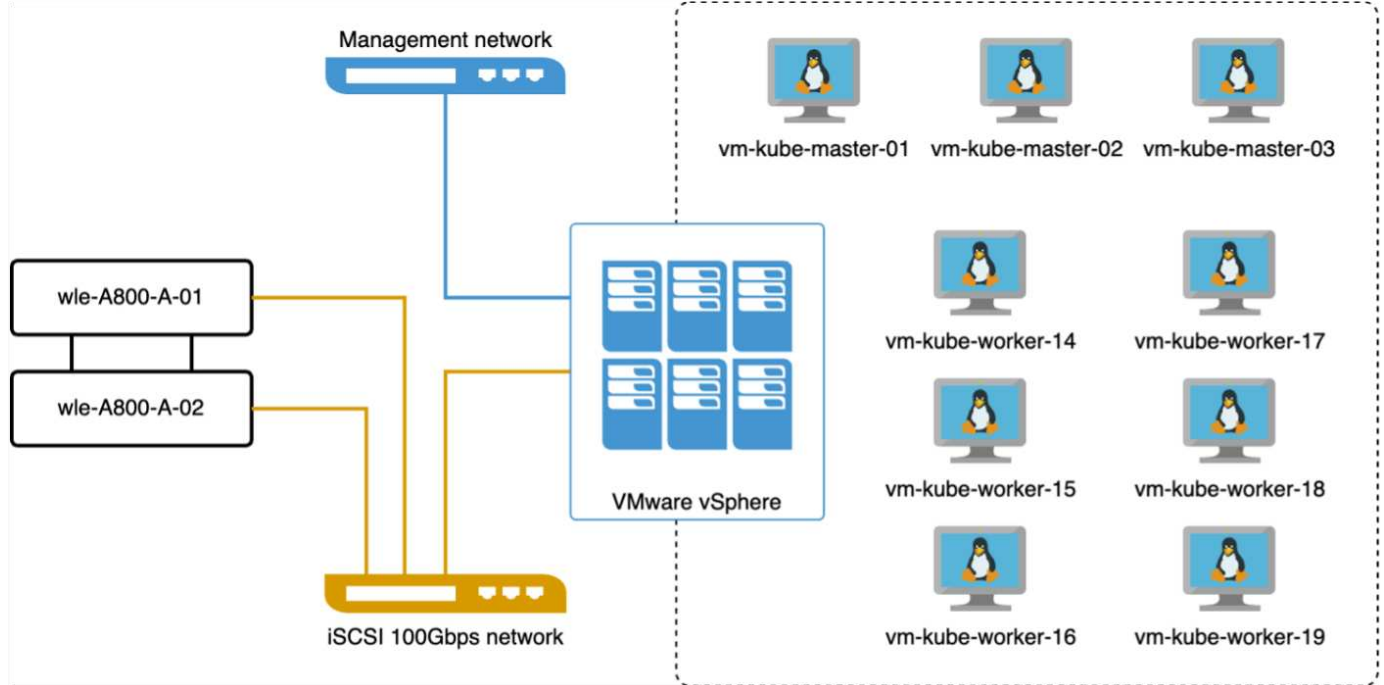 Management network
vm-kube-master-01
vm-kube-master-02
vm-kube-master-03
wle-A800-A-01
wle-A800-A-02
VMware vSphere
iSCSI 100Gbps network
vm-kube-worker-14
vm-kube-worker-17
vm-kube-worker-15
vm-kube-worker-18
vm-kube-worker-16
vm-kube-worker-19